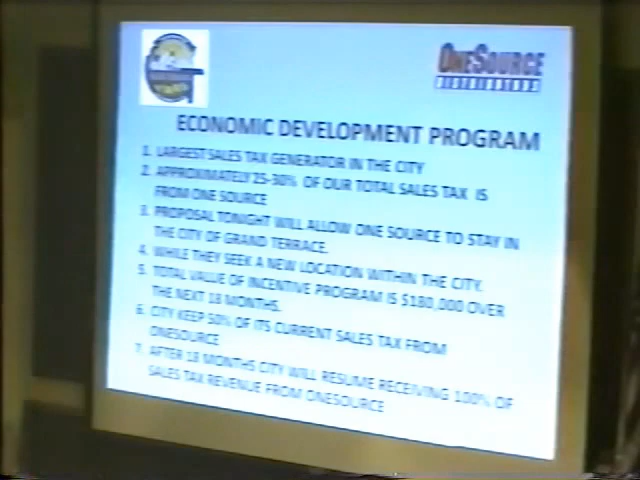 ONESOURCE
DISTRIBUTORS
ECONOMIC DEVELOPMENT PROGRAM
1. LARGEST SALES TAX GENERATOR IN THE CITY
2. APPROXIMATELY 25-30% OF OUR TOTAL SALES TAX IS
FROM ONE SOURCE
3. PROPOSAL TONIGHT WILL ALLOW ONE SOURCE TO STAY IN
THE CITY OF GRAND TERRACE.
4. WHILE THEY SEEK A NEW LOCATION WITHIN THE CITY.
5. TOTAL VALUE OF INCENTIVE PROGRAM IS $180,000 OVER
THE NEXT 18 MONTHS.
6. CITY KEEP 50% OF ITS CURRENT SALES TAX FROM
ONESOURCE
7. AFTER 18 MONTHS CITY WILL RESUME RECEIVING 100% OF
SALES TAX REVENUE FROM ONESOURCE